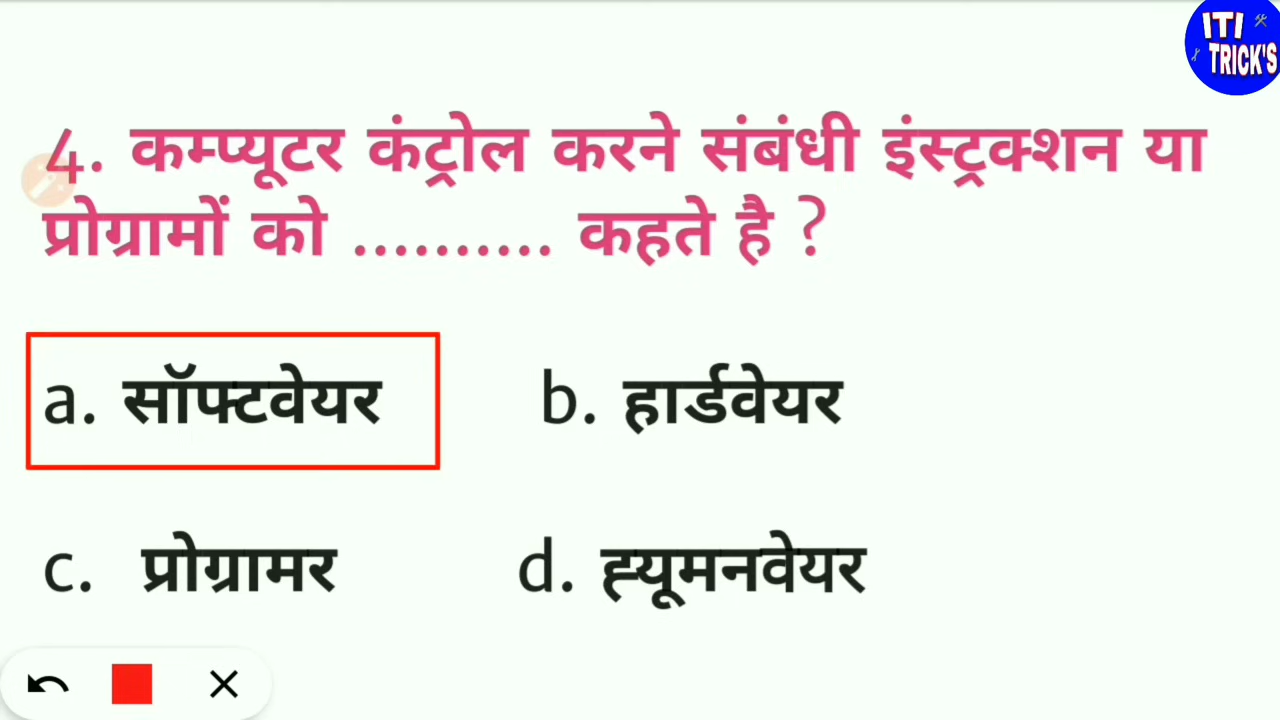 ITI
TRICK'S
4. कम्प्यूटर कंट्रोल करने संबंधी इंस्ट्रक्शन या
प्रोग्रामों को .......... कहते है ?
a. सॉफ्टवेयर b. हार्डवेयर
c. प्रोग्रामर d. ह्यूमनवेयर